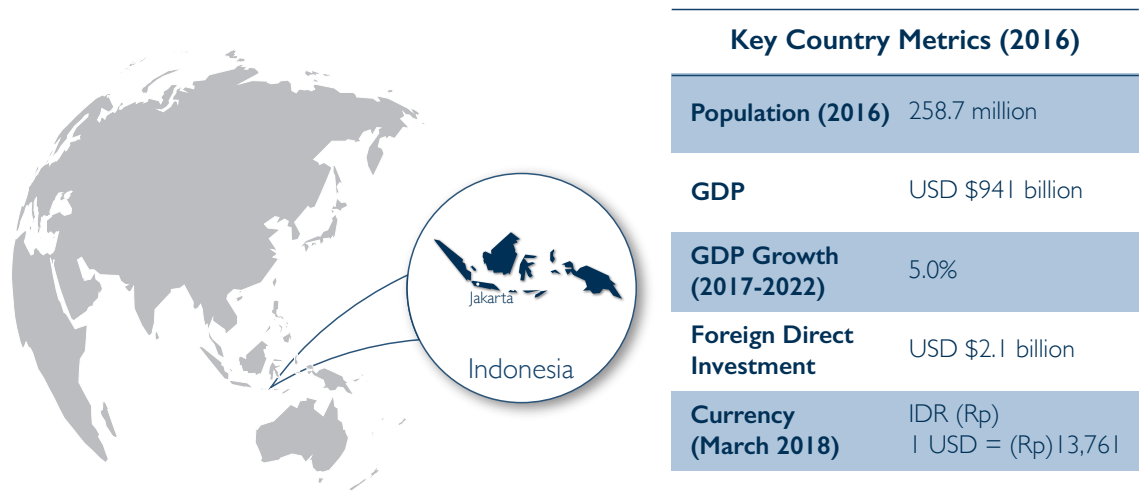 Jakarta
Indonesia
Key Country Metrics (2016)
Population (2016) 258.7 million
GDP USD $941 billion
GDP Growth
(2017-2022) 5.0%
Foreign Direct
Investment USD $2.1 billion
Currency
(March 2018) IDR (Rp)
1 USD = (Rp)13,761